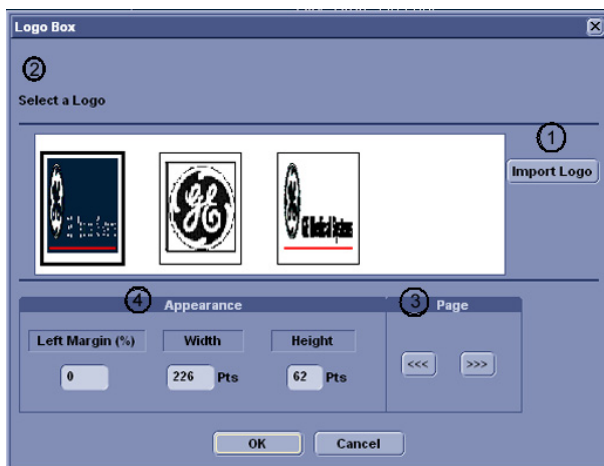 Logo Box
2
Select a Logo
1
Import Logo
4 Appearance
3 Page
Left Margin (%) Width Height
0 226 Pts 62 Pts
<<< >>>
OK Cancel